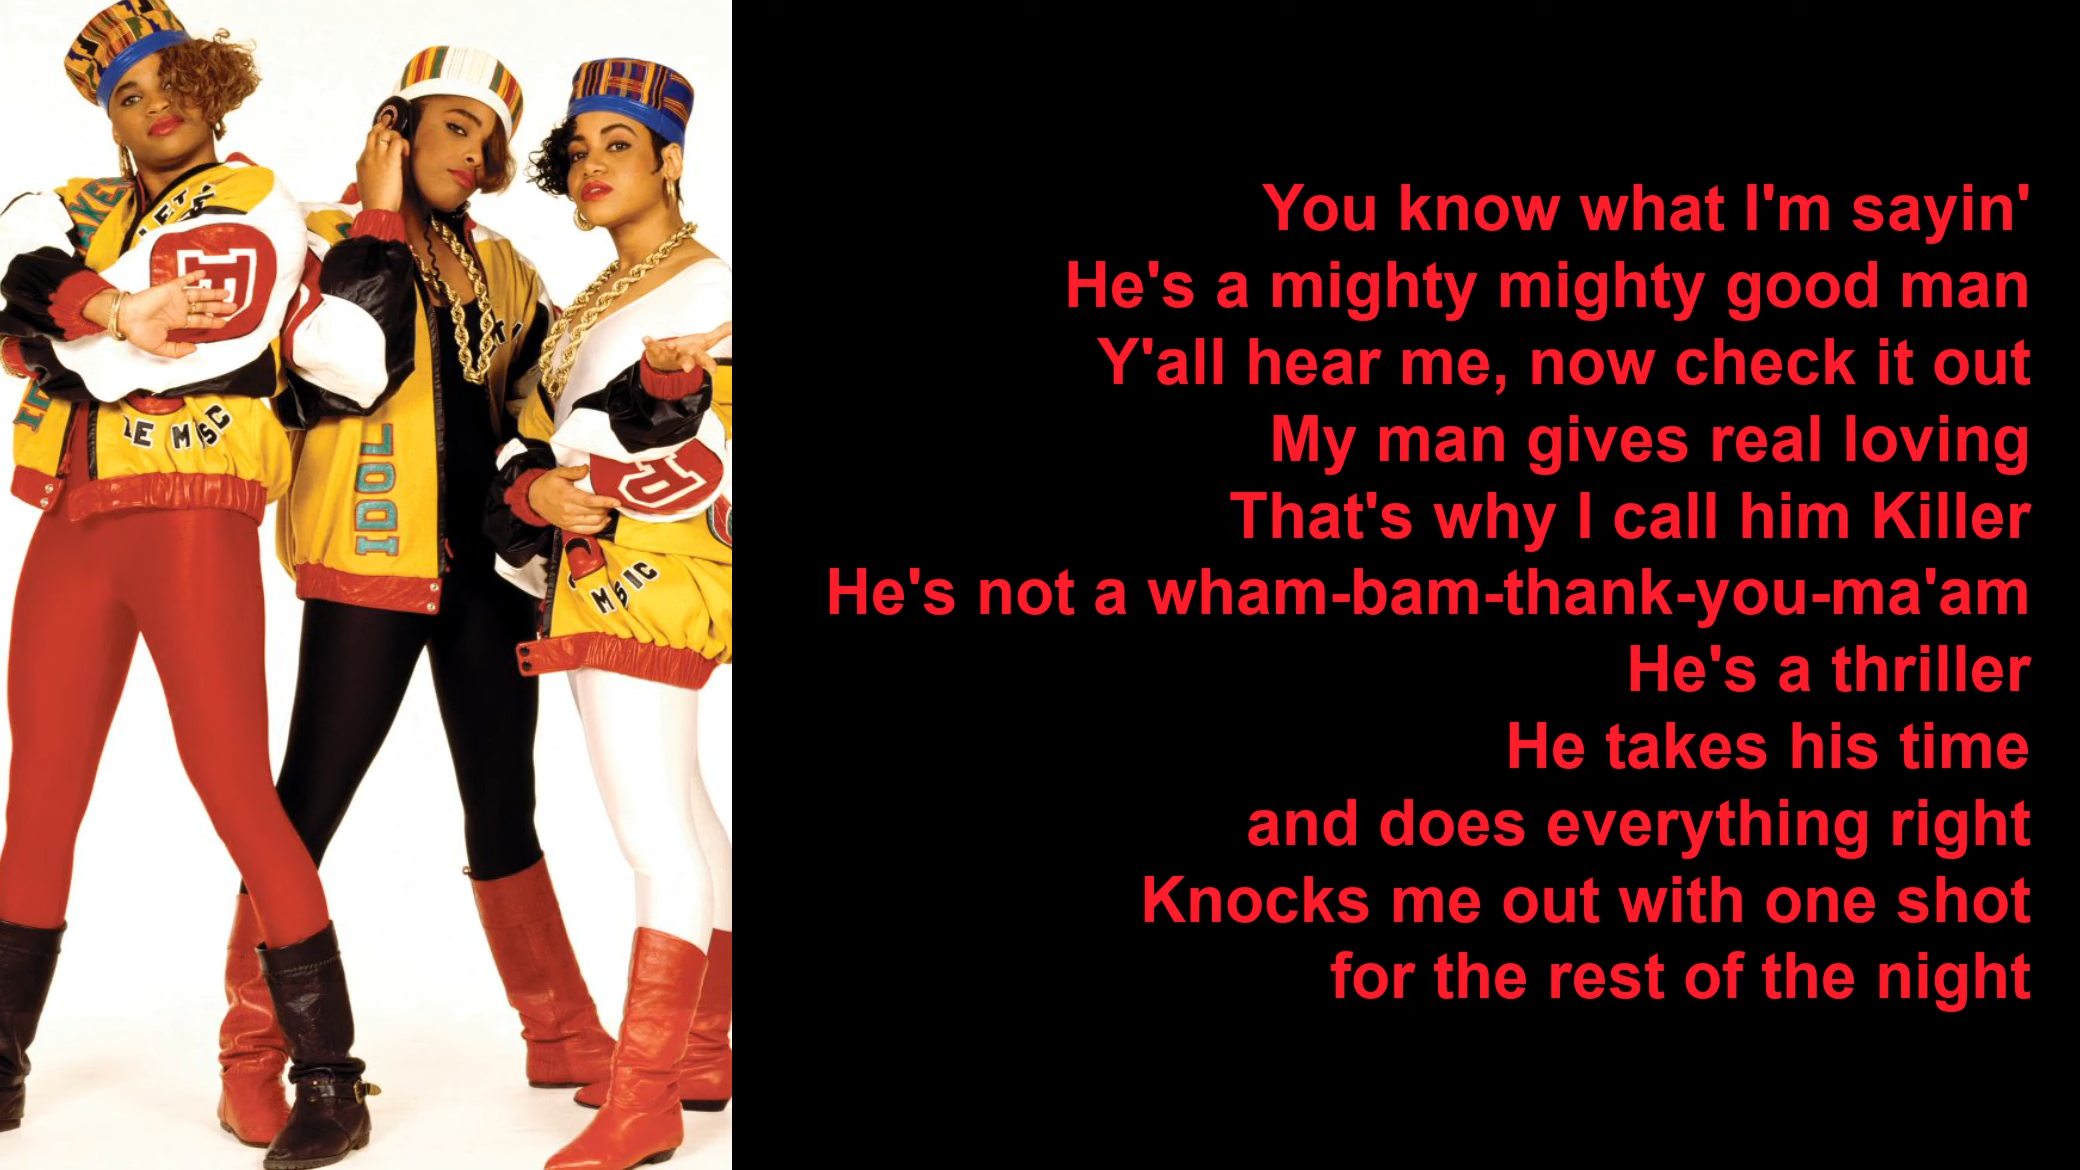 You know what I'm sayin'
He's a mighty mighty good man
Y'all hear me, now check it out
My man gives real loving
That's why I call him Killer
He's not a wham-bam-thank-you-ma'am
He's a thriller
He takes his time
and does everything right
Knocks me out with one shot
for the rest of the night
E
IDOL
R